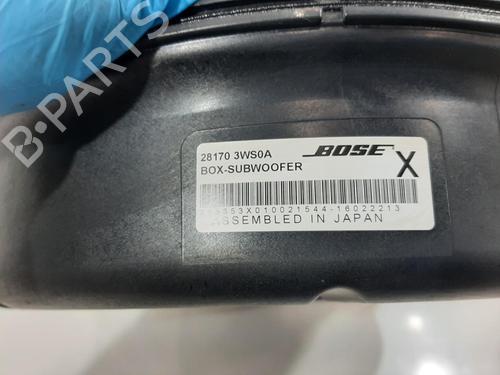 28170 3WS0A BOSE
BOX-SUBWOOFER X
ASSEMBLED IN JAPAN
B-PARTS